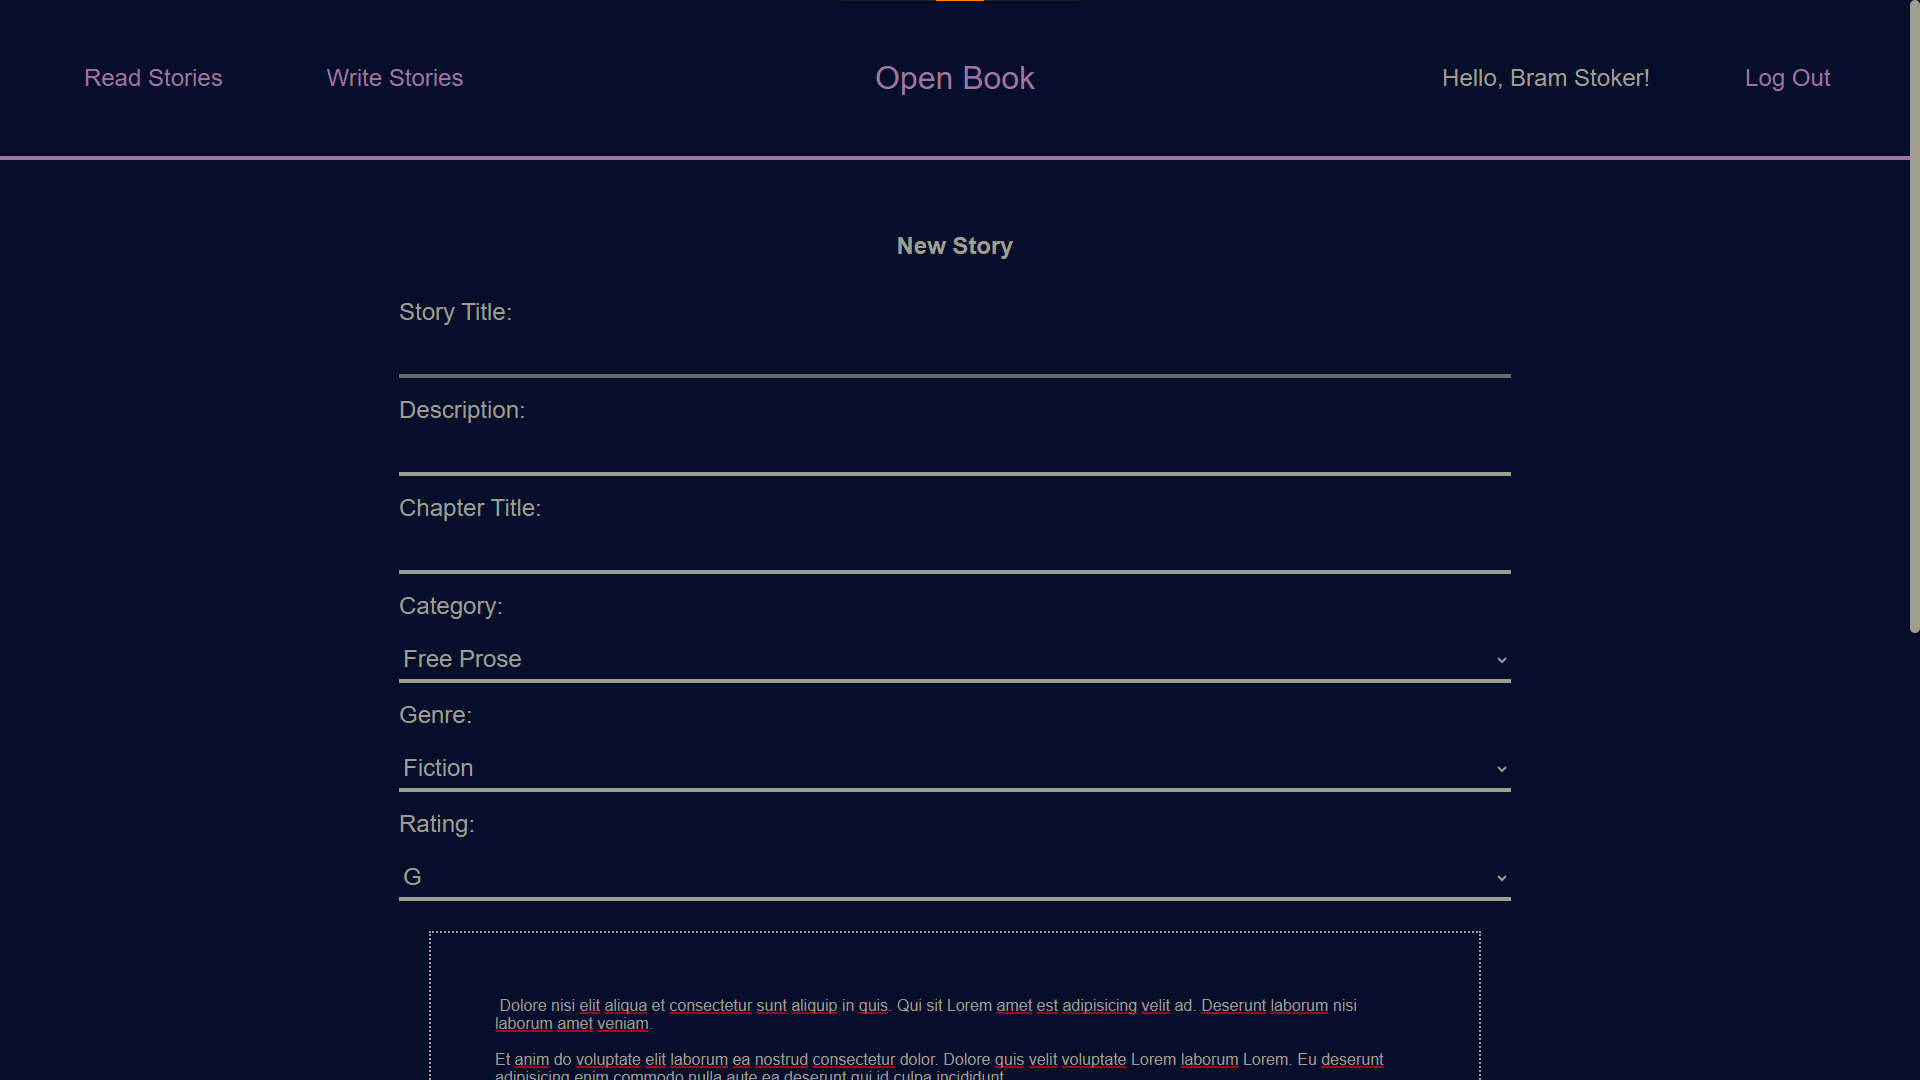 Read Stories Write Stories Open Book Hello, Bram Stoker! Log Out
New Story
Story Title:
Description:
Chapter Title:
Category:
Free Prose
Genre:
Fiction
Rating:
G
Dolore nisi elit aliqua et consectetur sunt aliquip in quis. Qui sit Lorem amet est adipisicing velit ad. Deserunt laborum nisi
laborum amet veniam.
Et anim do voluptate elit laborum ea nostrud consectetur dolor. Dolore quis velit voluptate Lorem laborum Lorem. Eu deserunt
adipisicing enim commodo nulla aute ea deserunt qui id culpa incididunt.